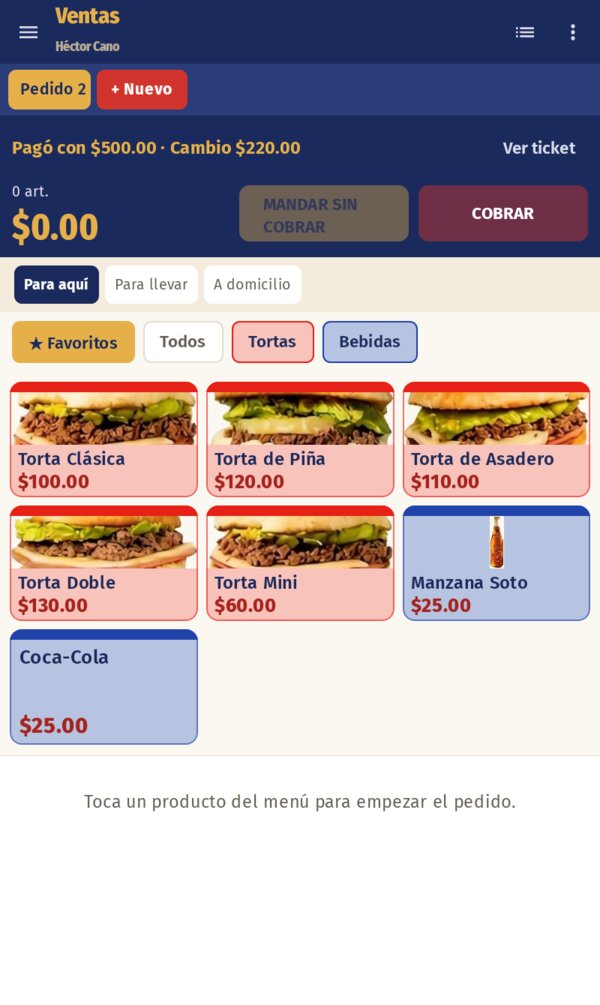 Ventas
Héctor Cano
Pedido 2
+ Nuevo
Pagó con $500.00 · Cambio $220.00
Ver ticket
0 art.
$0.00
MANDAR SIN
COBRAR
COBRAR
Para aquí
Para llevar
A domicilio
★ Favoritos
Todos
Tortas
Bebidas
Torta Clásica
$100.00
Torta de Piña
$120.00
Torta de Asadero
$110.00
Torta Doble
$130.00
Torta Mini
$60.00
Manzana Soto
$25.00
Coca-Cola
$25.00
Toca un producto del menú para empezar el pedido.